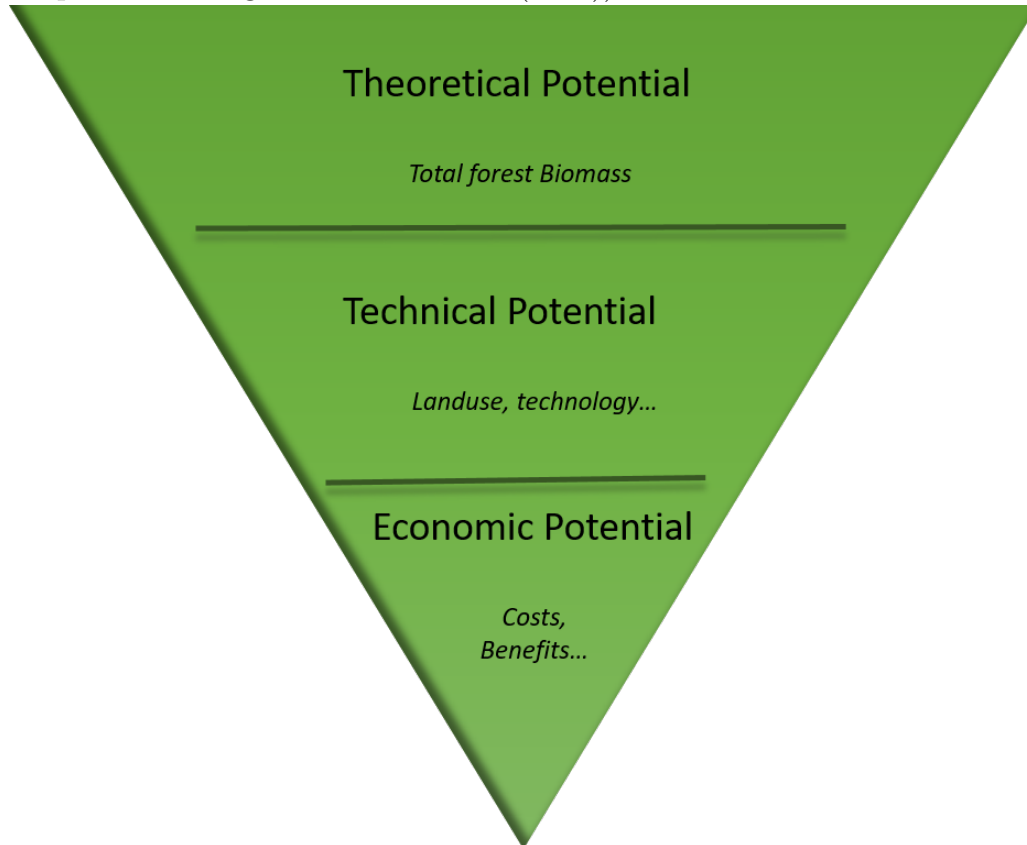 Theoretical Potential
Total forest Biomass
Technical Potential
Landuse, technology...
Economic Potential
Costs,
Benefits...